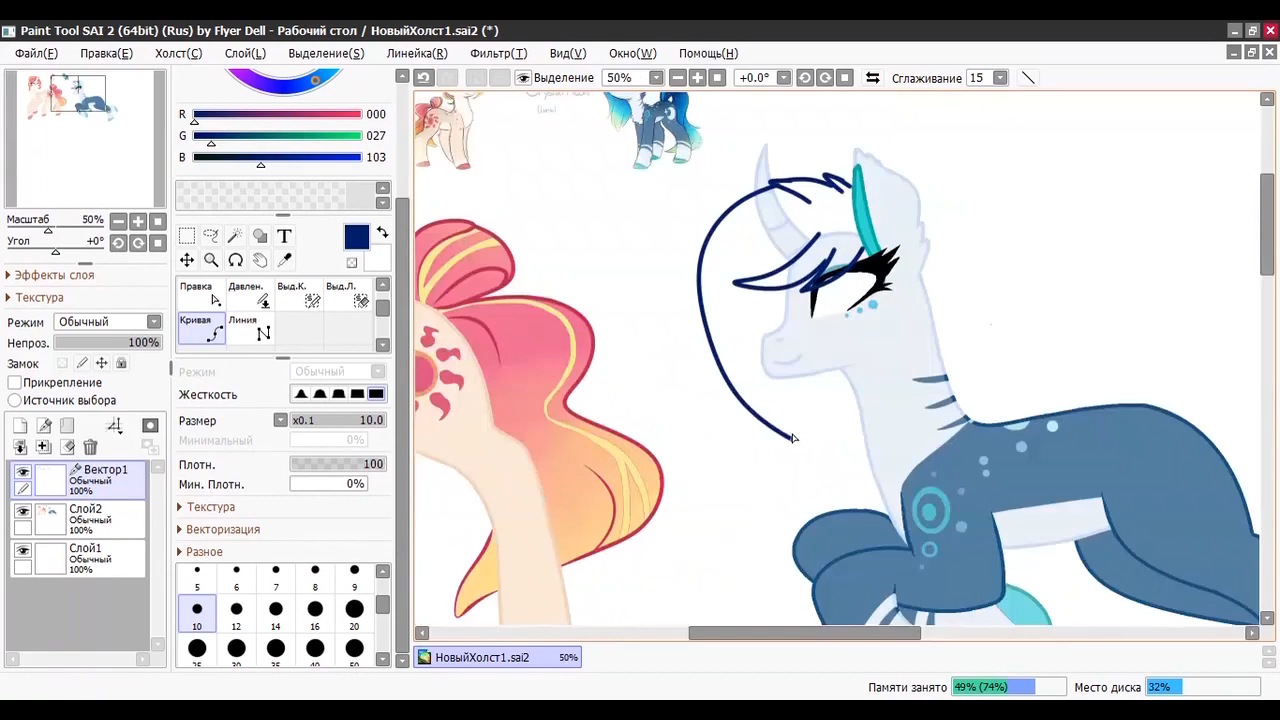 Paint Tool SAI 2 (64bit) (Rus) by Flyer Dell - Рабочий стол / НовыйХолст1.sai2 (*)
Файл(F) Правка(E) Холст(C) Слой(L) Выделение(S) Линейка(R) Фильтр(T) Вид(V) Окно(W) Помощь(H)
Выделение 50% +0.0° Сглаживание 15
R 000
G 027
B 103
Масштаб 50%
Угол +0°
Эффекты слоя
Текстура
Режим Обычный
Непроз. 100%
Замок
Прикрепление
Источник выбора
Вектор1
Обычный
100%
Слой2
Обычный
100%
Слой1
Обычный
100%
T
Правка Давлен. Выд.К. Выд.Л.
Кривая Линия
Режим Обычный
Жесткость
Размер x0.1 10.0
Минимальный 0%
Плотн. 100
Мин. Плотн. 0%
Текстура
Векторизация
Разное
5 6 7 8 9
10 12 14 16 20
25 30 35 40 50
НовыйХолст1.sai2 50%
Памяти занято 49% (74%) Место диска 32%